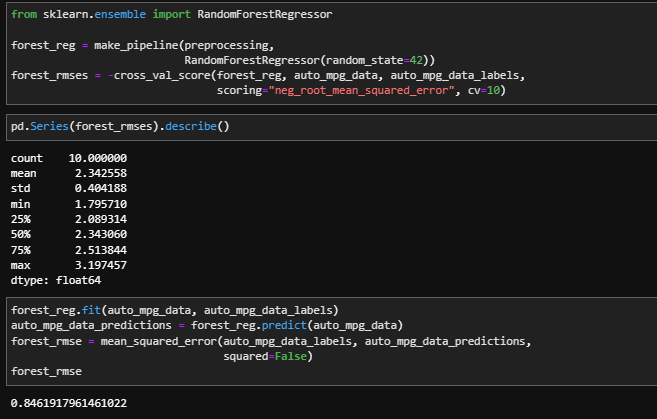 from sklearn.ensemble import RandomForestRegressor
forest_reg = make_pipeline(preprocessing,
RandomForestRegressor(random_state=42))
forest_rmses = -cross_val_score(forest_reg, auto_mpg_data, auto_mpg_data_labels,
scoring="neg_root_mean_squared_error", cv=10)
pd.Series(forest_rmses).describe()
count 10.000000
mean 2.342558
std 0.404188
min 1.795710
25% 2.089314
50% 2.343060
75% 2.513844
max 3.197457
dtype: float64
forest_reg.fit(auto_mpg_data, auto_mpg_data_labels)
auto_mpg_data_predictions = forest_reg.predict(auto_mpg_data)
forest_rmse = mean_squared_error(auto_mpg_data_labels, auto_mpg_data_predictions,
squared=False)
forest_rmse
0.8461917961461022